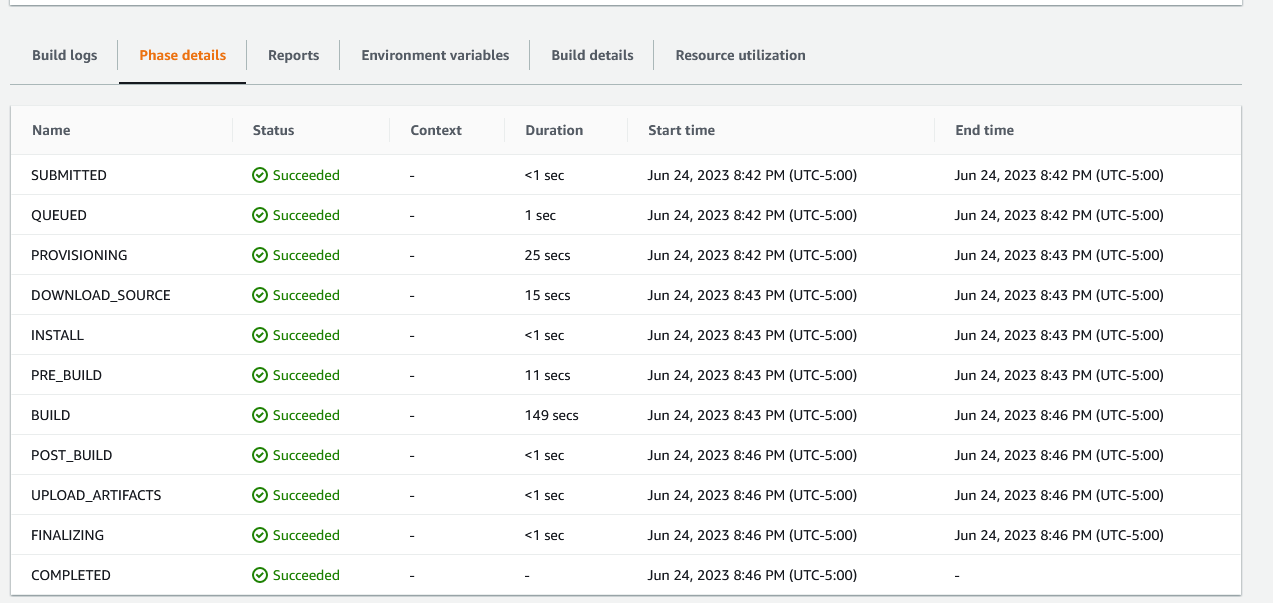 Build logs Phase details Reports Environment variables Build details Resource utilization
Name Status Context Duration Start time End time
SUBMITTED Succeeded - <1 sec Jun 24, 2023 8:42 PM (UTC-5:00) Jun 24, 2023 8:42 PM (UTC-5:00)
QUEUED Succeeded - 1 sec Jun 24, 2023 8:42 PM (UTC-5:00) Jun 24, 2023 8:42 PM (UTC-5:00)
PROVISIONING Succeeded - 25 secs Jun 24, 2023 8:42 PM (UTC-5:00) Jun 24, 2023 8:43 PM (UTC-5:00)
DOWNLOAD_SOURCE Succeeded - 15 secs Jun 24, 2023 8:43 PM (UTC-5:00) Jun 24, 2023 8:43 PM (UTC-5:00)
INSTALL Succeeded - <1 sec Jun 24, 2023 8:43 PM (UTC-5:00) Jun 24, 2023 8:43 PM (UTC-5:00)
PRE_BUILD Succeeded - 11 secs Jun 24, 2023 8:43 PM (UTC-5:00) Jun 24, 2023 8:43 PM (UTC-5:00)
BUILD Succeeded - 149 secs Jun 24, 2023 8:43 PM (UTC-5:00) Jun 24, 2023 8:46 PM (UTC-5:00)
POST_BUILD Succeeded - <1 sec Jun 24, 2023 8:46 PM (UTC-5:00) Jun 24, 2023 8:46 PM (UTC-5:00)
UPLOAD_ARTIFACTS Succeeded - <1 sec Jun 24, 2023 8:46 PM (UTC-5:00) Jun 24, 2023 8:46 PM (UTC-5:00)
FINALIZING Succeeded - <1 sec Jun 24, 2023 8:46 PM (UTC-5:00) Jun 24, 2023 8:46 PM (UTC-5:00)
COMPLETED Succeeded - - Jun 24, 2023 8:46 PM (UTC-5:00) -